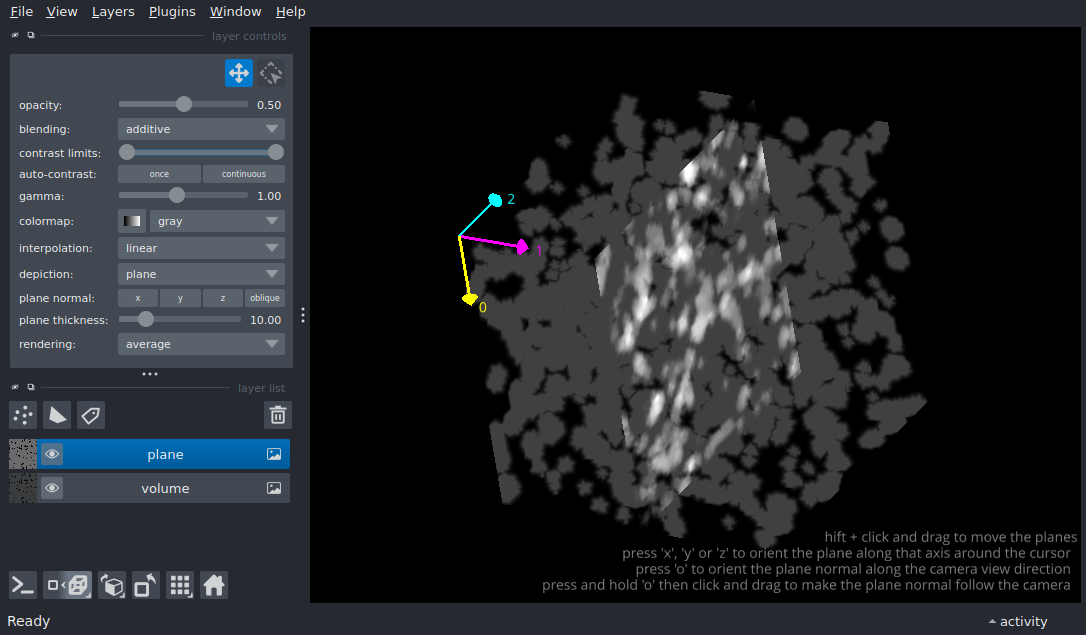 File View Layers Plugins Window Help
layer controls
opacity: 0.50
blending: additive
contrast limits:
auto-contrast: once continuous
gamma: 1.00
colormap: gray
interpolation: linear
depiction: plane
plane normal: x y z oblique
plane thickness: 10.00
rendering: average
layer list
plane
volume
2
1
0
hift + click and drag to move the planes
press 'x', 'y' or 'z' to orient the plane along that axis around the cursor
press 'o' to orient the plane normal along the camera view direction
press and hold 'o' then click and drag to make the plane normal follow the camera
Ready
activity